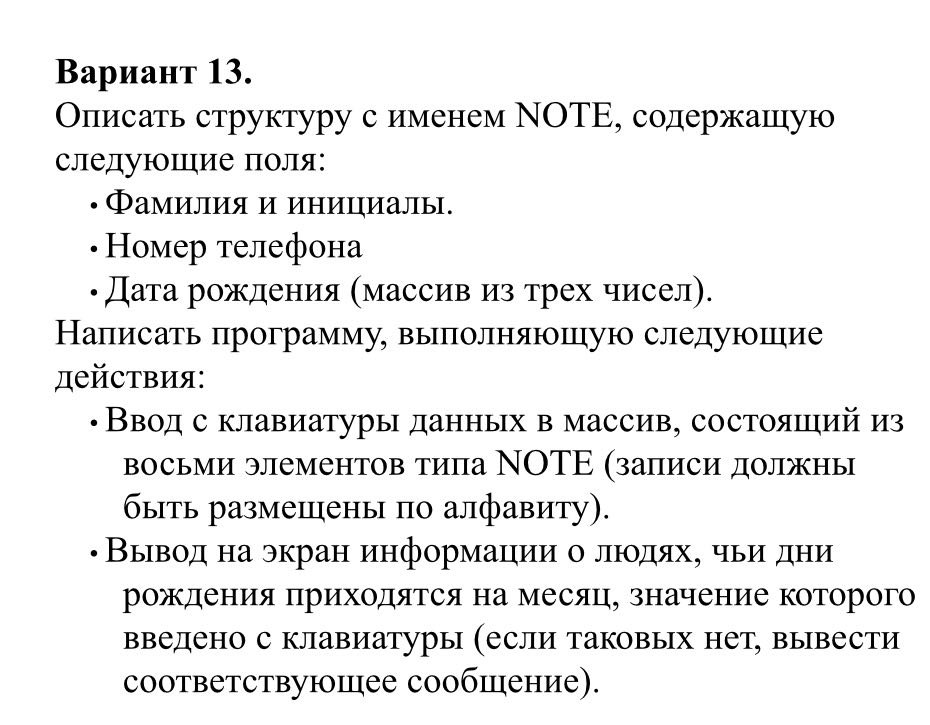 Вариант 13.
Описать структуру с именем NOTE, содержащую
следующие поля:
• Фамилия и инициалы.
• Номер телефона
• Дата рождения (массив из трех чисел).
Написать программу, выполняющую следующие
действия:
• Ввод с клавиатуры данных в массив, состоящий из
восьми элементов типа NOTE (записи должны
быть размещены по алфавиту).
• Вывод на экран информации о людях, чьи дни
рождения приходятся на месяц, значение которого
введено с клавиатуры (если таковых нет, вывести
соответствующее сообщение).